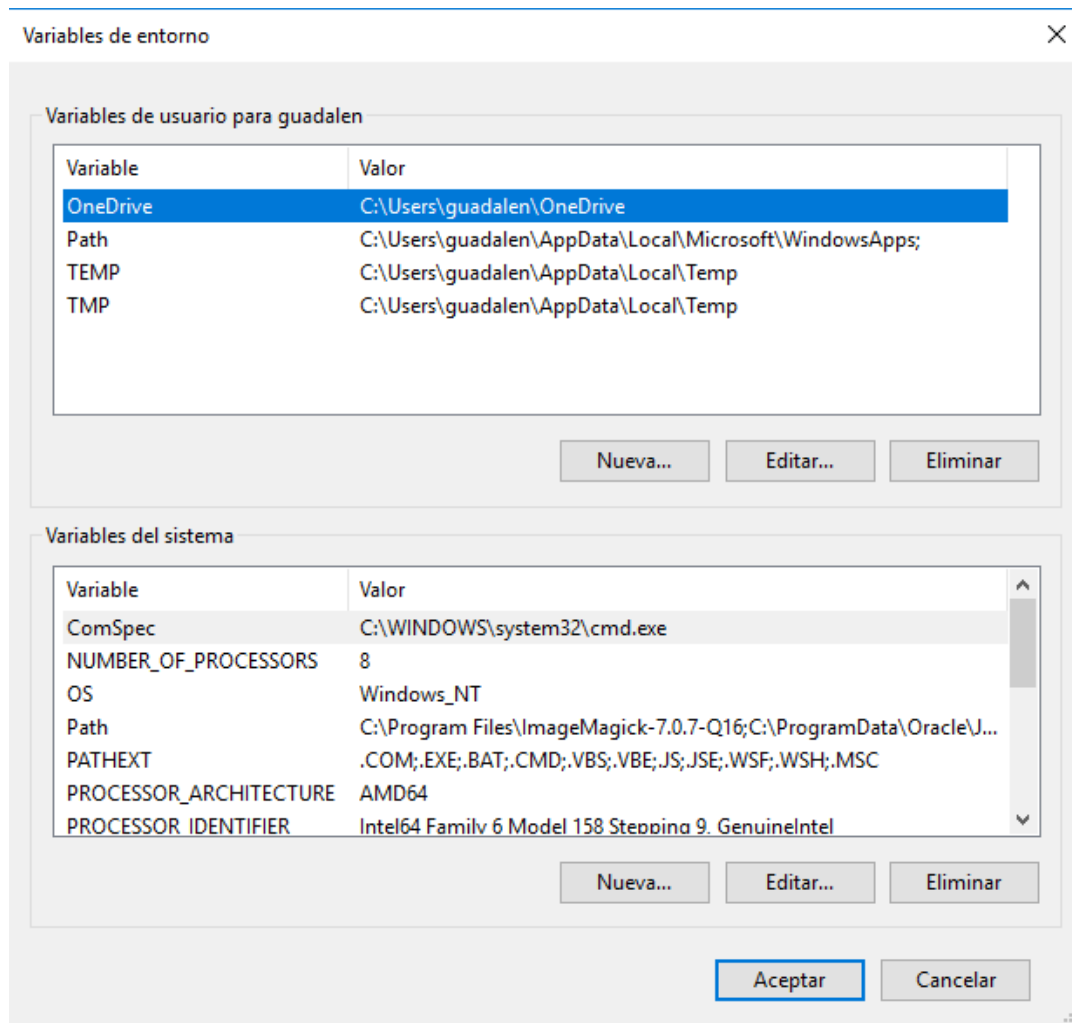 Variables de entorno
Variables de usuario para guadalen
Variable Valor
OneDrive C:\Users\guadalen\OneDrive
Path C:\Users\guadalen\AppData\Local\Microsoft\WindowsApps;
TEMP C:\Users\guadalen\AppData\Local\Temp
TMP C:\Users\guadalen\AppData\Local\Temp
Nueva... Editar... Eliminar
Variables del sistema
Variable Valor
ComSpec C:\WINDOWS\system32\cmd.exe
NUMBER_OF_PROCESSORS 8
OS Windows_NT
Path C:\Program Files\ImageMagick-7.0.7-Q16;C:\ProgramData\Oracle\J...
PATHEXT .COM;.EXE;.BAT;.CMD;.VBS;.VBE;.JS;.JSE;.WSF;.WSH;.MSC
PROCESSOR_ARCHITECTURE AMD64
PROCESSOR_IDENTIFIER Intel64 Family 6 Model 158 Stepping 9, GenuineIntel
Nueva... Editar... Eliminar
Aceptar Cancelar